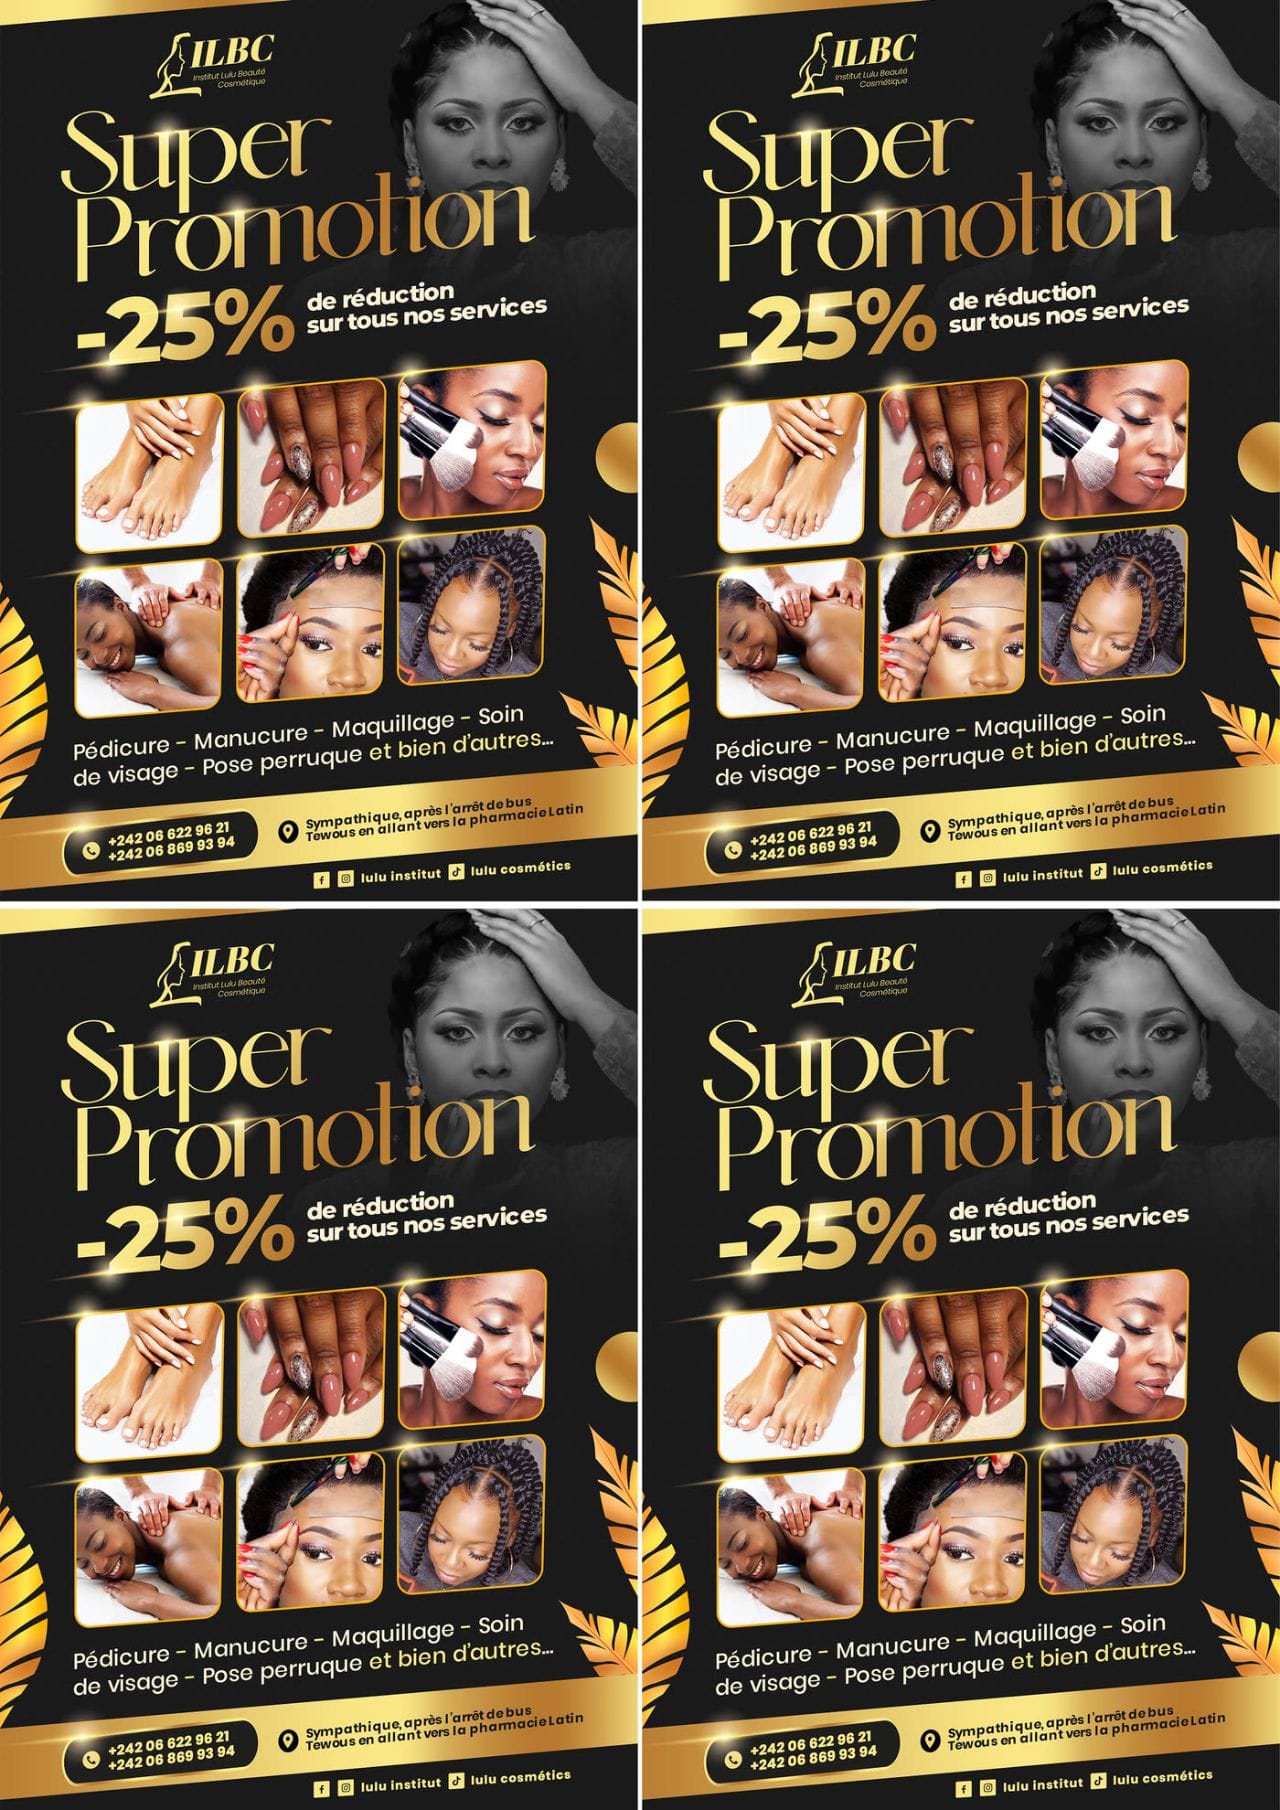 ILBC
Institut Lulu Beauté
Cosmétique
Super
Promotion
-25%
de réduction
sur tous nos services
Pédicure - Manucure - Maquillage - Soin
de visage - Pose perruque et bien d'autres...
+242 06 622 96 21
+242 06 869 93 94
Sympathique, après l'arrêt de bus
Tewous en allant vers la pharmacie Latin
lulu institut lulu cosmétics
ILBC
Institut Lulu Beauté
Cosmétique
Super
Promotion
-25%
de réduction
sur tous nos services
Pédicure - Manucure - Maquillage - Soin
de visage - Pose perruque et bien d'autres...
+242 06 622 96 21
+242 06 869 93 94
Sympathique, après l'arrêt de bus
Tewous en allant vers la pharmacie Latin
lulu institut lulu cosmétics
ILBC
Institut Lulu Beauté
Cosmétique
Super
Promotion
-25%
de réduction
sur tous nos services
Pédicure - Manucure - Maquillage - Soin
de visage - Pose perruque et bien d'autres...
+242 06 622 96 21
+242 06 869 93 94
Sympathique, après l'arrêt de bus
Tewous en allant vers la pharmacie Latin
lulu institut lulu cosmétics
ILBC
Institut Lulu Beauté
Cosmétique
Super
Promotion
-25%
de réduction
sur tous nos services
Pédicure - Manucure - Maquillage - Soin
de visage - Pose perruque et bien d'autres...
+242 06 622 96 21
+242 06 869 93 94
Sympathique, après l'arrêt de bus
Tewous en allant vers la pharmacie Latin
lulu institut lulu cosmétics